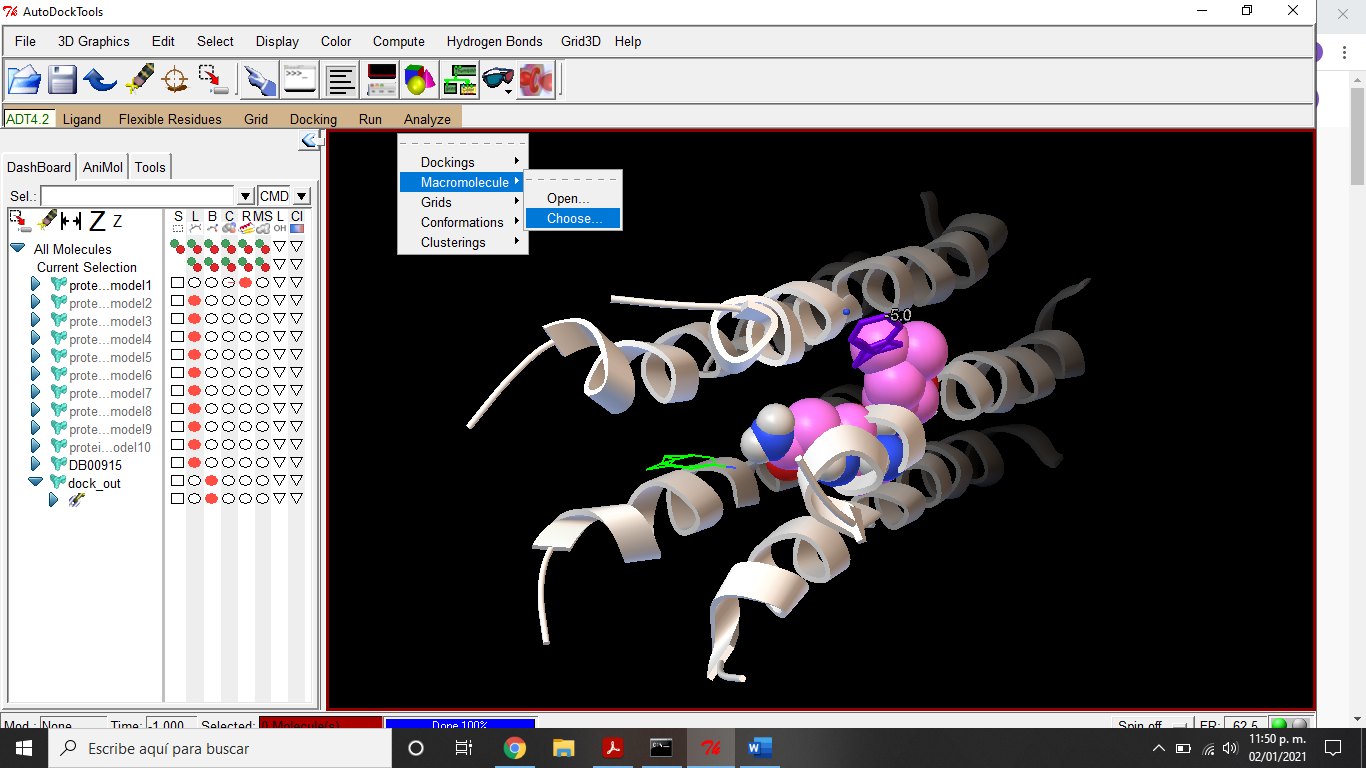 AutoDockTools
File 3D Graphics Edit Select Display Color Compute Hydrogen Bonds Grid3D Help
>>>_
ADT4.2 Ligand Flexible Residues Grid Docking Run Analyze
DashBoard AniMol Tools
Sel.: CMD
Z Z S L B C R MS L Cl
OH
All Molecules
Current Selection
prote...model1
prote...model2
prote...model3
prote...model4
prote...model5
prote...model6
prote...model7
prote...model8
prote...model9
protei...odel10
DB00915
dock_out
Dockings
Macromolecule
Grids
Conformations
Clusterings
Open...
Choose...
-5.0
Mod.: None Time: -1.000 Selected: 0 Molecule(s) Done 100% Spin off FR: 62.5
Escribe aquí para buscar
11:50 p. m.
02/01/2021